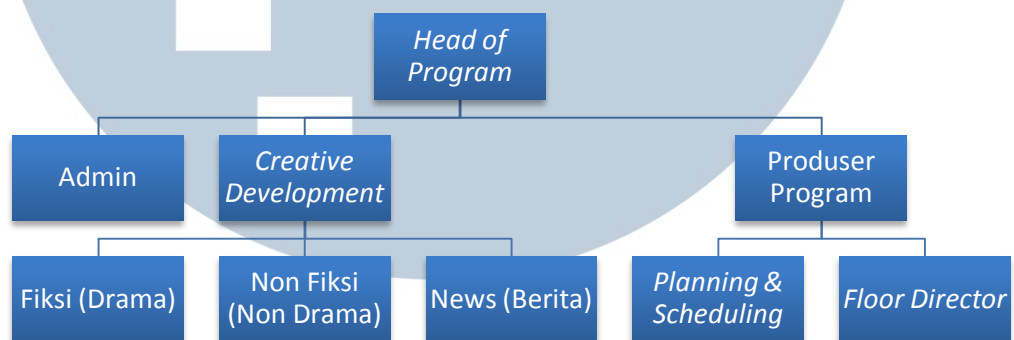 Head of
Program
Admin
Creative
Development
Produser
Program
Fiksi (Drama)
Non Fiksi
(Non Drama)
News (Berita)
Planning &
Scheduling
Floor Director